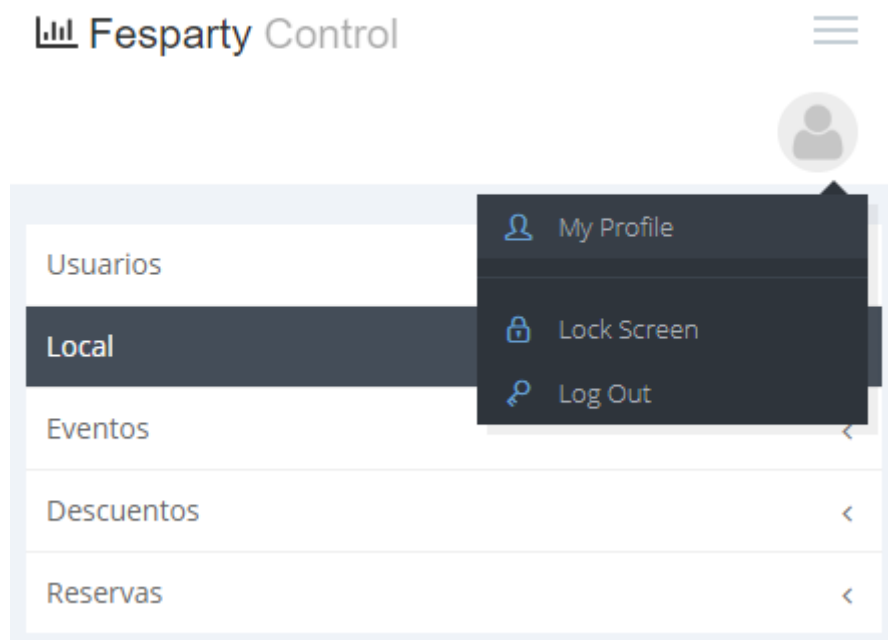 Fesparty Control
My Profile
Usuarios
Lock Screen
Local
Log Out
Eventos
Descuentos
Reservas